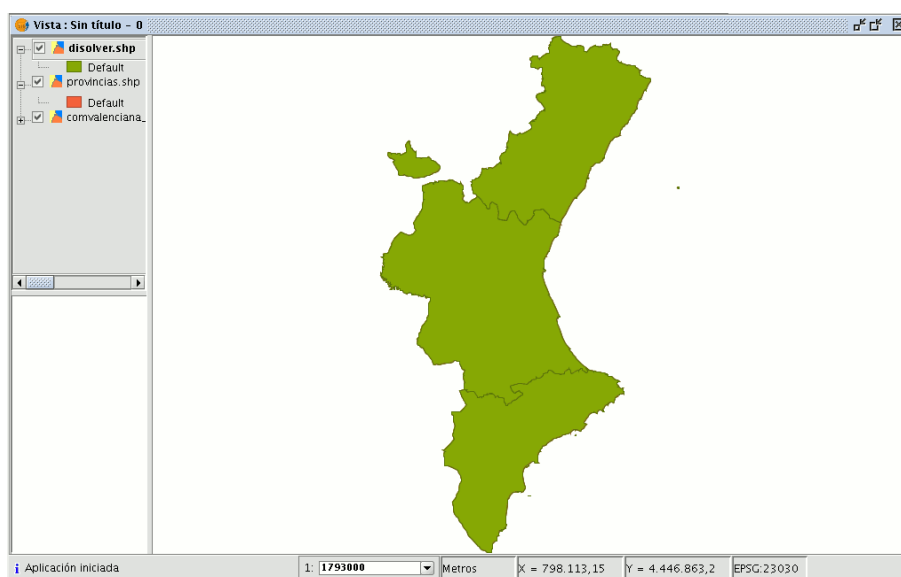 Vista : Sin título - 0
disolver.shp
Default
provincias.shp
Default
comvalenciana_
Aplicación iniciada
1: 1793000
Metros
X = 798.113,15
Y = 4.446.863,2
EPSG:23030